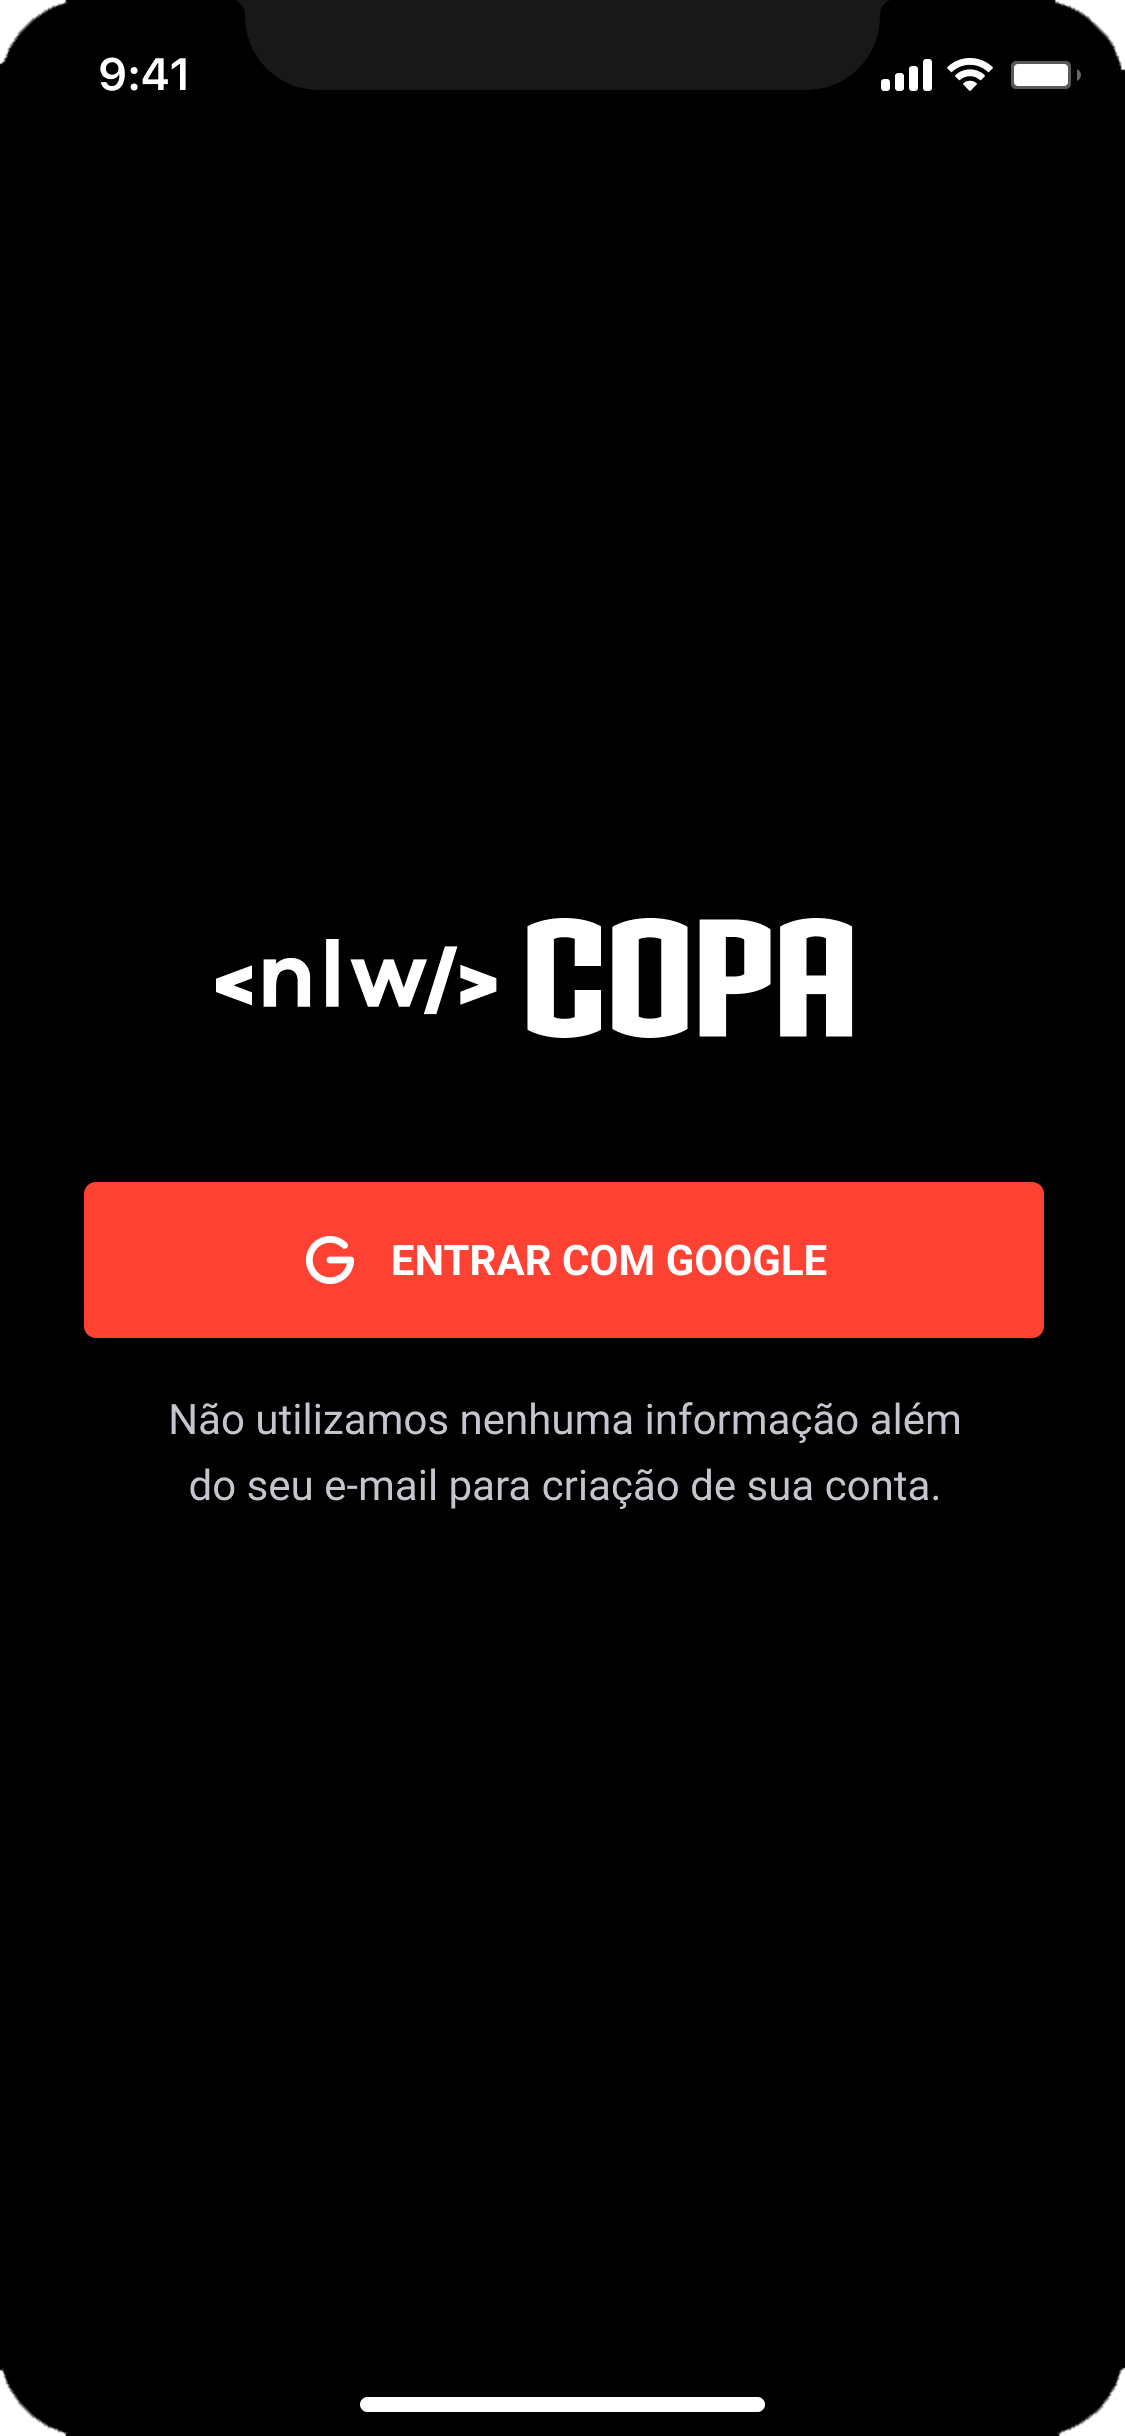 9:41
<nlw/> COPA
G ENTRAR COM GOOGLE
Não utilizamos nenhuma informação além
do seu e-mail para criação de sua conta.